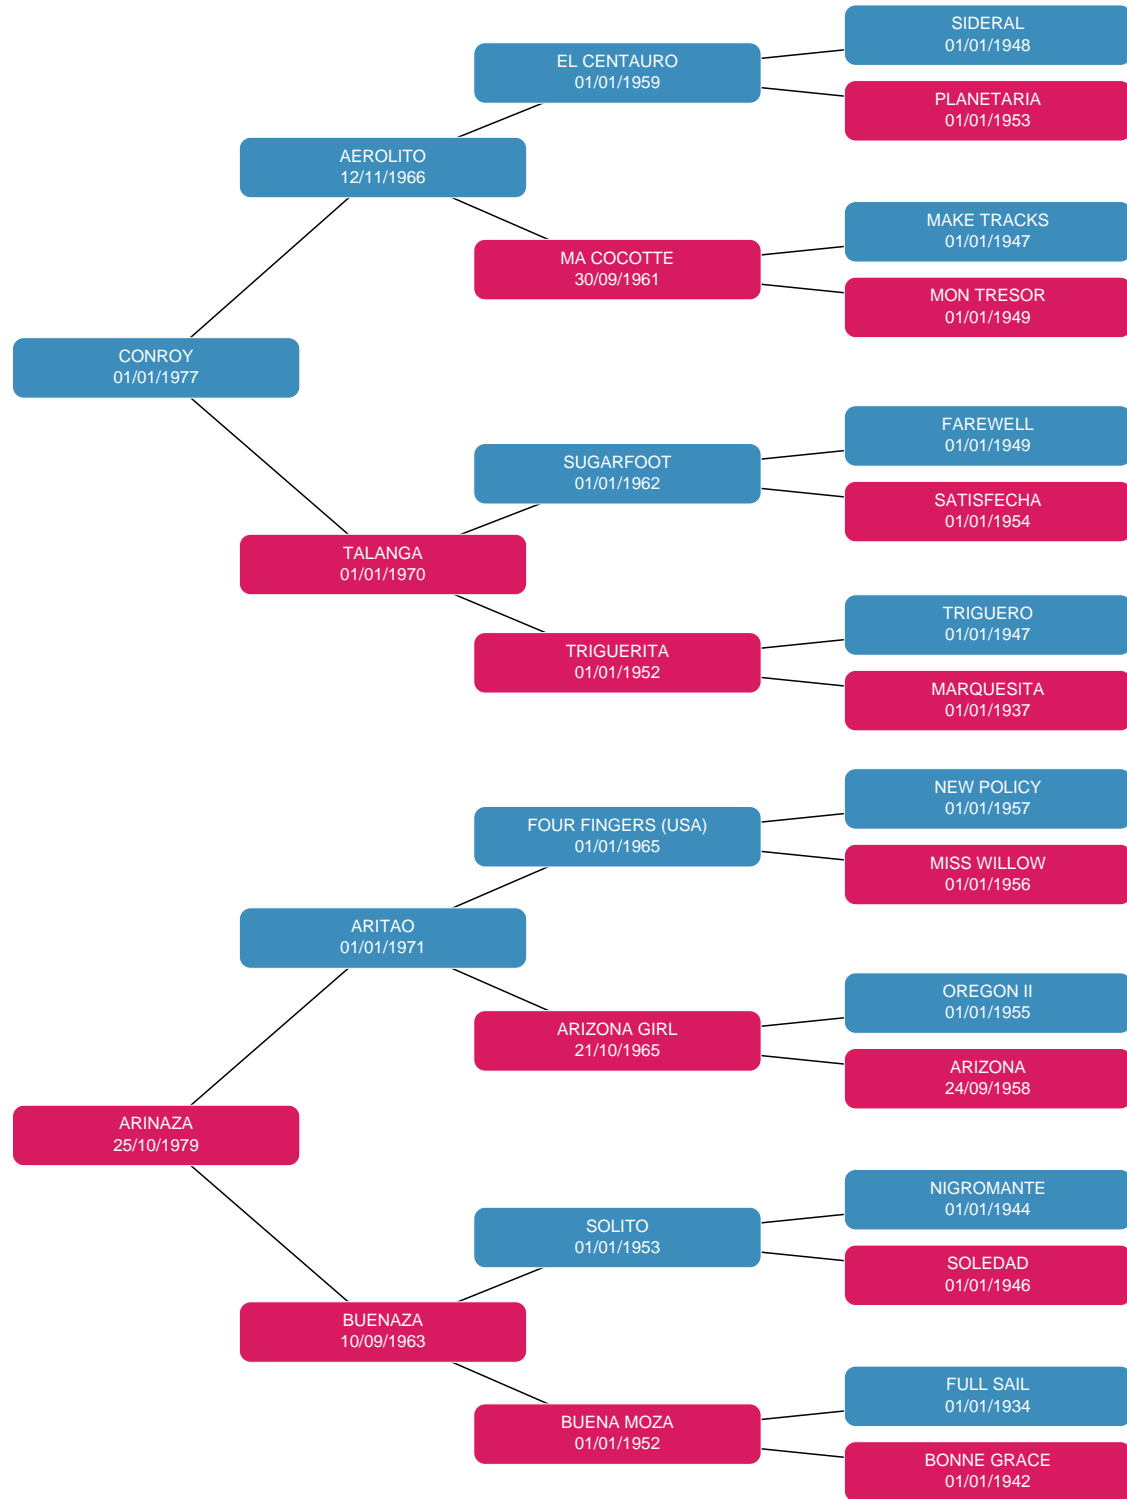 SIDERAL
01/01/1948
EL CENTAURO
01/01/1959
PLANETARIA
01/01/1953
AEROLITO
12/11/1966
MAKE TRACKS
01/01/1947
MA COCOTTE
30/09/1961
MON TRESOR
01/01/1949
CONROY
01/01/1977
FAREWELL
01/01/1949
SUGARFOOT
01/01/1962
SATISFECHA
01/01/1954
TALANGA
01/01/1970
TRIGUERO
01/01/1947
TRIGUERITA
01/01/1952
MARQUESITA
01/01/1937
NEW POLICY
01/01/1957
FOUR FINGERS (USA)
01/01/1965
MISS WILLOW
01/01/1956
ARITAO
01/01/1971
OREGON II
01/01/1955
ARIZONA GIRL
21/10/1965
ARIZONA
24/09/1958
ARINAZA
25/10/1979
NIGROMANTE
01/01/1944
SOLITO
01/01/1953
SOLEDAD
01/01/1946
BUENAZA
10/09/1963
FULL SAIL
01/01/1934
BUENA MOZA
01/01/1952
BONNE GRACE
01/01/1942